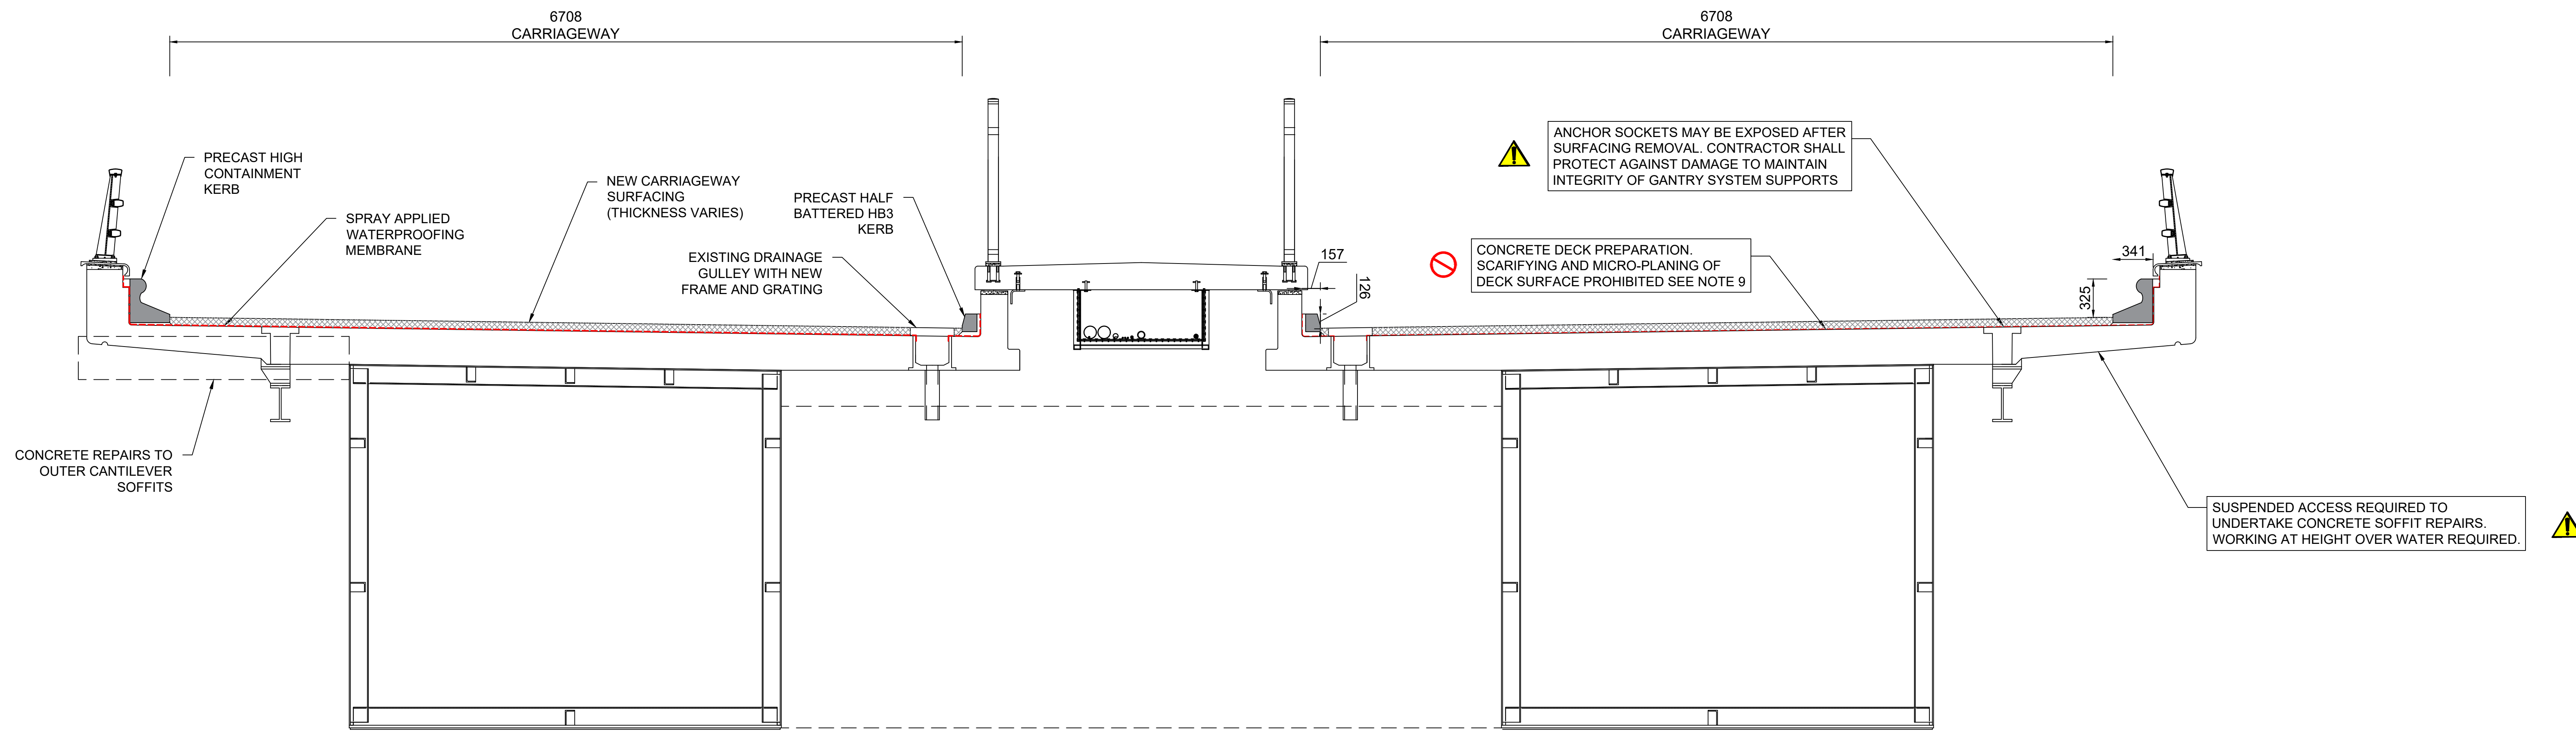 6708
CARRIAGEWAY
6708
CARRIAGEWAY
PRECAST HIGH
CONTAINMENT
KERB
SPRAY APPLIED
WATERPROOFING
MEMBRANE
NEW CARRIAGEWAY
SURFACING
(THICKNESS VARIES)
PRECAST HALF
BATTERED HB3
KERB
EXISTING DRAINAGE
GULLEY WITH NEW
FRAME AND GRATING
157
126
ANCHOR SOCKETS MAY BE EXPOSED AFTER
SURFACING REMOVAL. CONTRACTOR SHALL
PROTECT AGAINST DAMAGE TO MAINTAIN
INTEGRITY OF GANTRY SYSTEM SUPPORTS
CONCRETE DECK PREPARATION.
SCARIFYING AND MICRO-PLANING OF
DECK SURFACE PROHIBITED SEE NOTE 9
341
325
CONCRETE REPAIRS TO
OUTER CANTILEVER
SOFFITS
SUSPENDED ACCESS REQUIRED TO
UNDERTAKE CONCRETE SOFFIT REPAIRS.
WORKING AT HEIGHT OVER WATER REQUIRED.